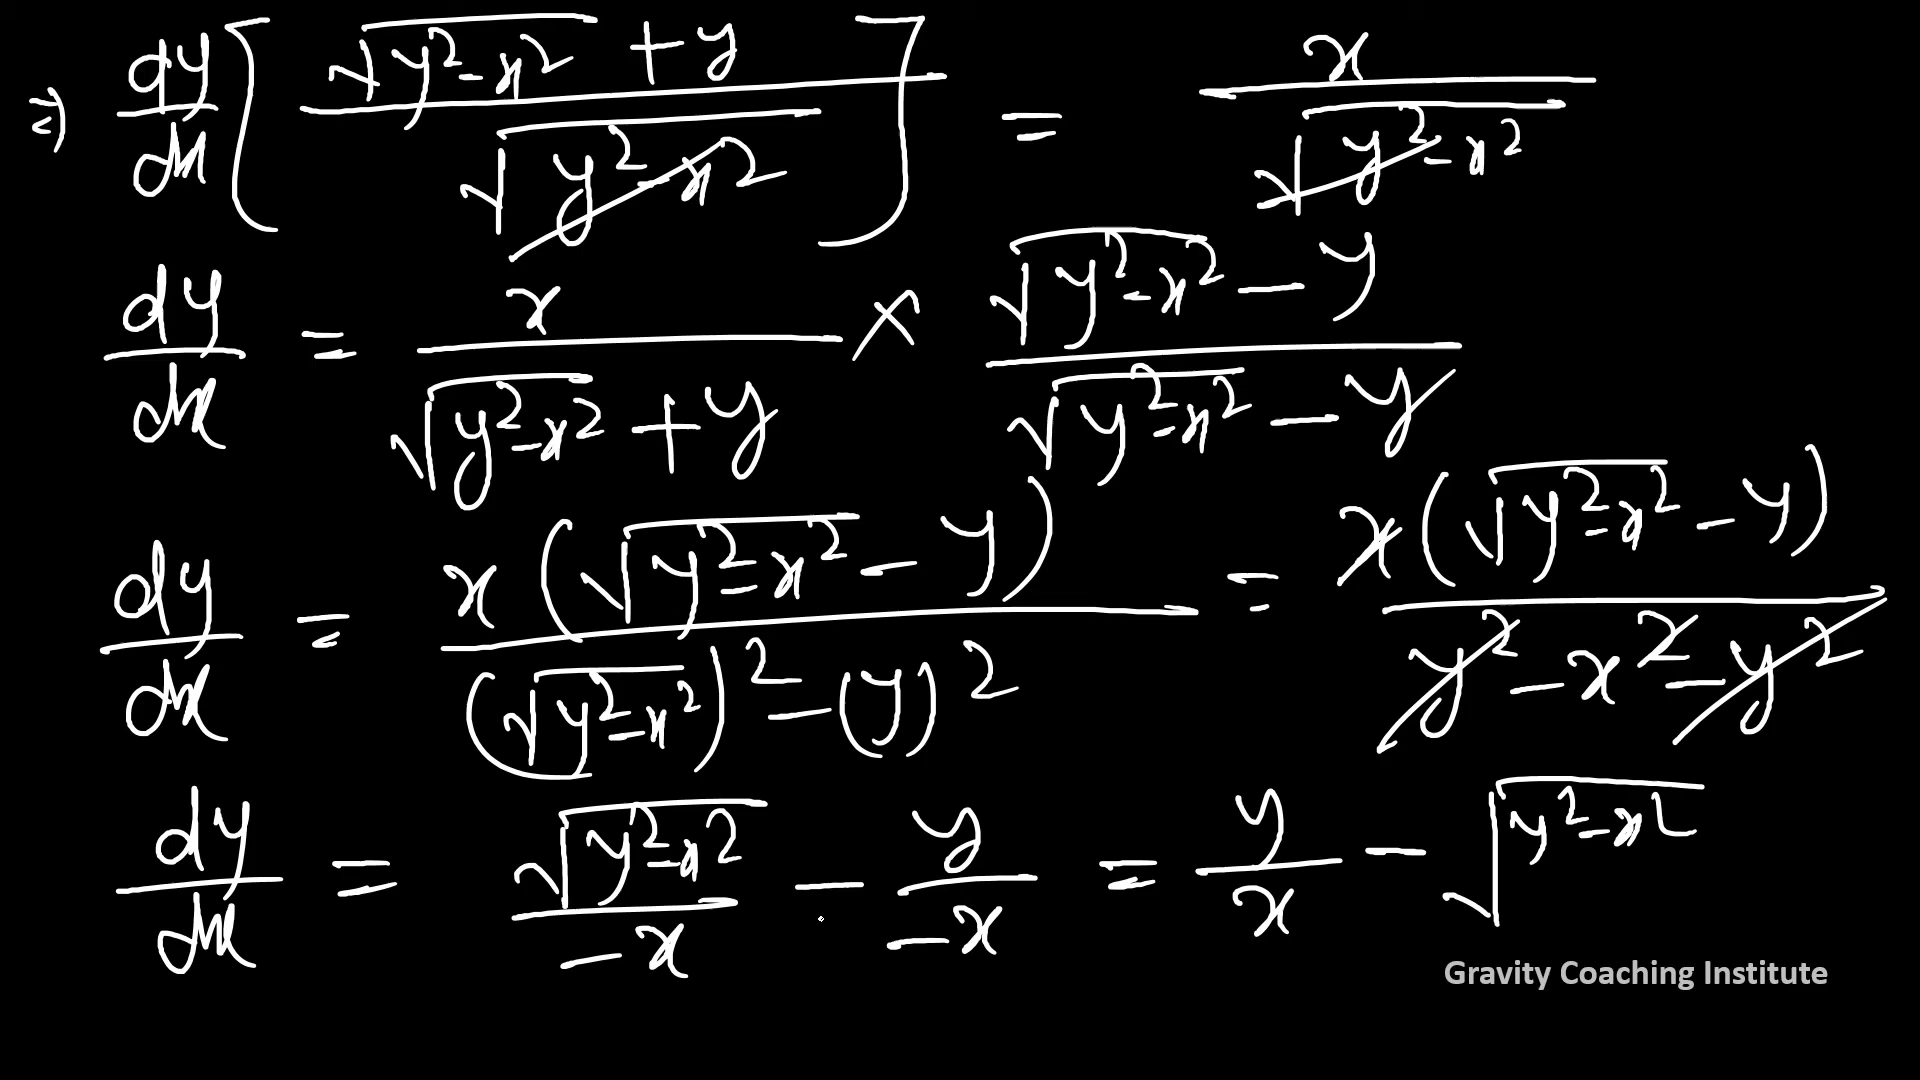 ⇒ dy/dx [ (√(y²-x²) + y) / √(y²-x²) ] = x / √(y²-x²)
dy/dx = x / (√(y²-x²) + y) × (√(y²-x²) - y) / (√(y²-x²) - y)
dy/dx = x(√(y²-x²) - y) / ((√(y²-x²))² - (y)²) = x(√(y²-x²) - y) / (y² - x² - y²)
dy/dx = √(y²-x²) / -x - y / -x = y/x - √(y²-x²)
Gravity Coaching Institute